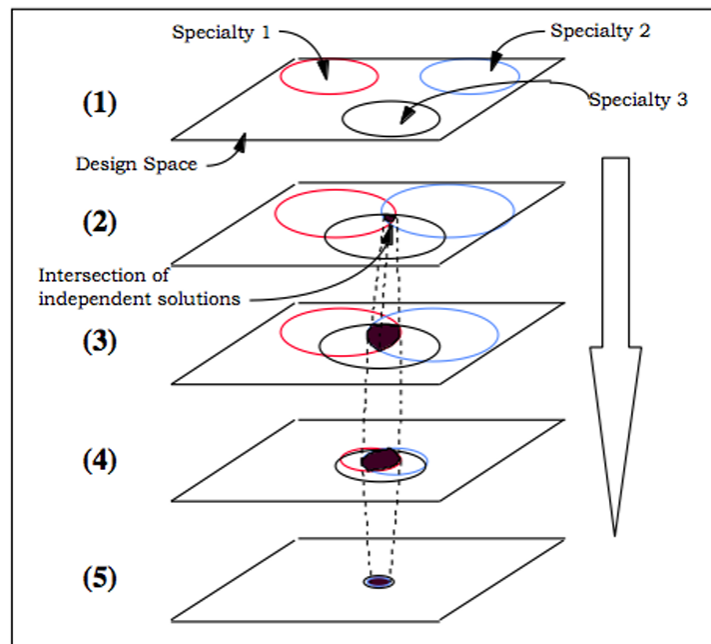 Specialty 1
Specialty 2
(1)
Specialty 3
Design Space
(2)
Intersection of
independent solutions
(3)
(4)
(5)